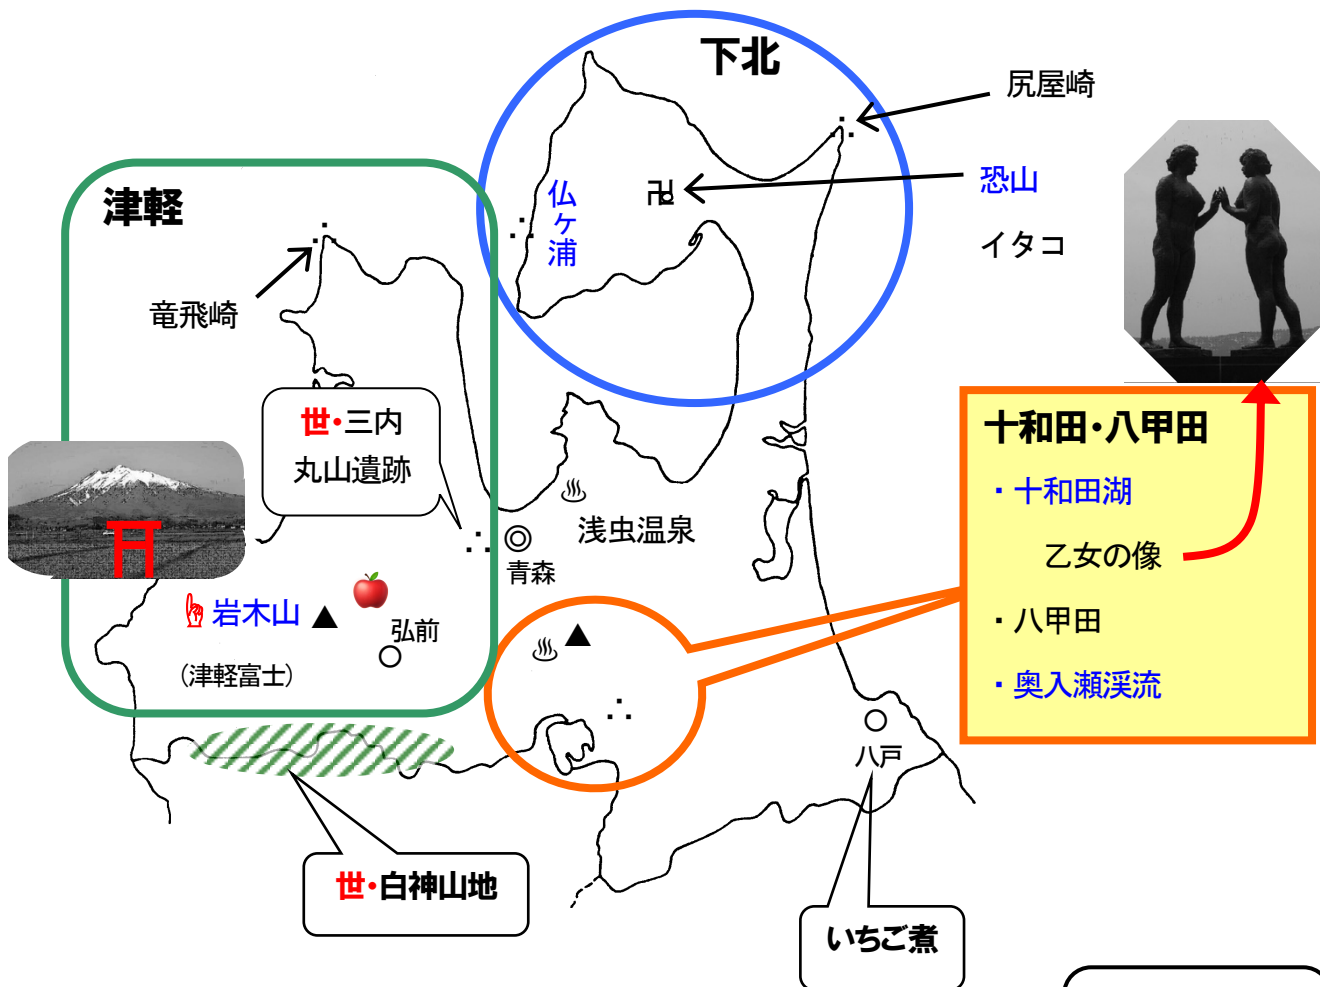 下北
尻屋崎
津軽
仏ヶ浦
卍
恐山
イタコ
竜飛崎
世・三内
丸山遺跡
十和田・八甲田
・十和田湖
浅虫温泉
乙女の像
青森
岩木山
弘前
・八甲田
(津軽富士)
・奥入瀬渓流
八戸
世・白神山地
いちご煮